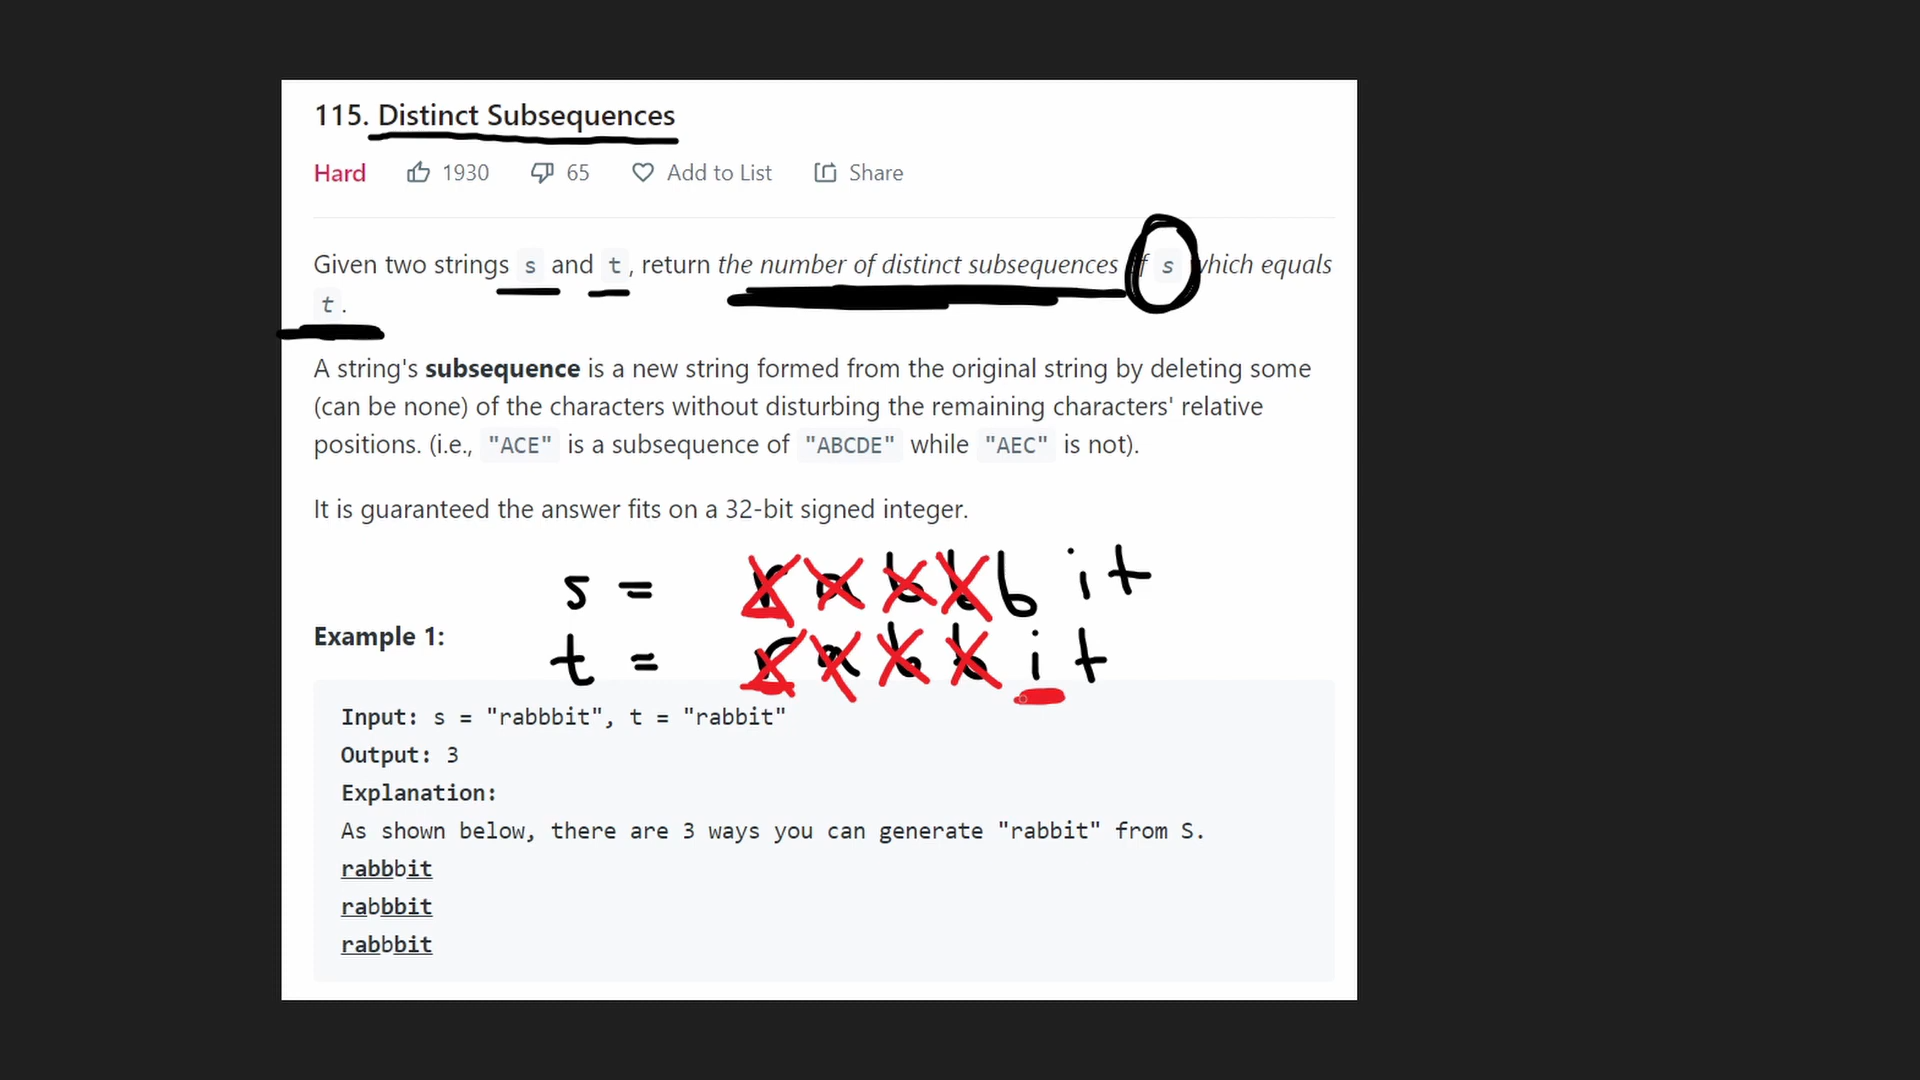 115. Distinct Subsequences
Hard 1930 65 Add to List Share
Given two strings s and t, return the number of distinct subsequences of s which equals
t.
A string's subsequence is a new string formed from the original string by deleting some
(can be none) of the characters without disturbing the remaining characters' relative
positions. (i.e., "ACE" is a subsequence of "ABCDE" while "AEC" is not).
It is guaranteed the answer fits on a 32-bit signed integer.
s = rabbbit
Example 1:
t = rabbit
Input: s = "rabbbit", t = "rabbit"
Output: 3
Explanation:
As shown below, there are 3 ways you can generate "rabbit" from S.
rabbbit
rabbbit
rabbbit